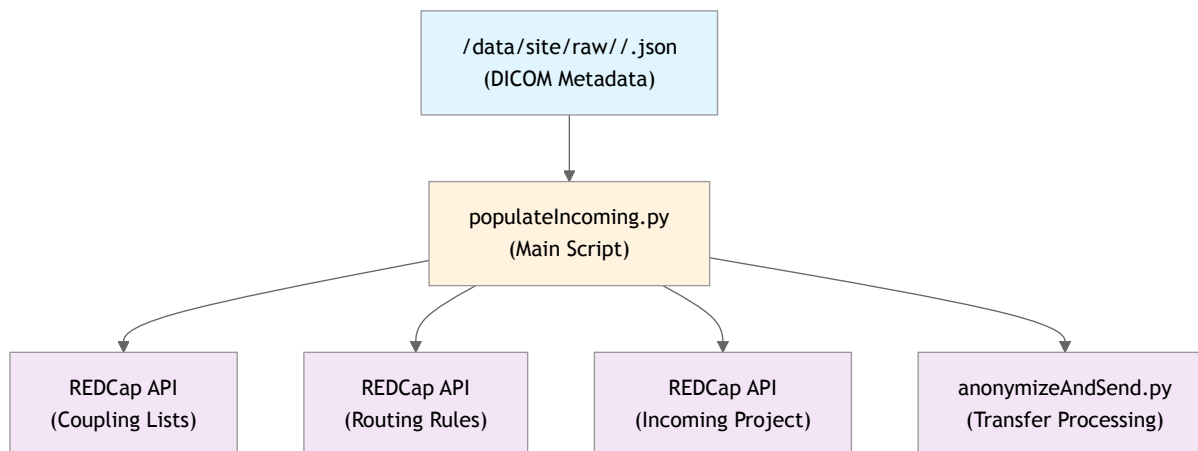 /data/site/raw//.json
(DICOM Metadata)
populateIncoming.py
(Main Script)
REDCap API
(Coupling Lists)
REDCap API
(Routing Rules)
REDCap API
(Incoming Project)
anonymizeAndSend.py
(Transfer Processing)